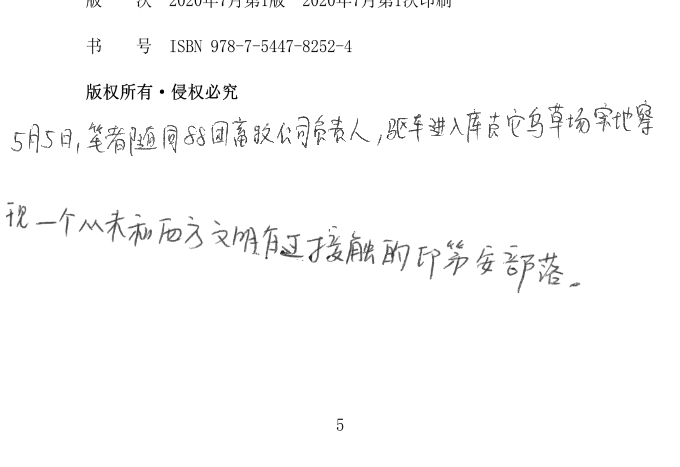 版　　次　2020年7月第1版　2020年7月第1次印刷
书　　号　ISBN 978-7-5447-8252-4
版权所有·侵权必究
5月5日,笔者随同88团畜牧公司负责人,驱车进入库克它乌草场实地察
现一个从未和西方文明有过接触的印第安部落。
5